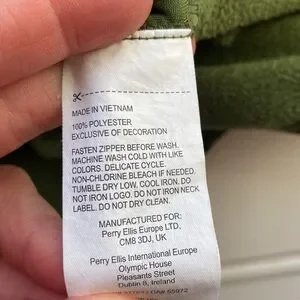 MADE IN VIETNAM
100% POLYESTER
EXCLUSIVE OF DECORATION
FASTEN ZIPPER BEFORE WASH.
MACHINE WASH COLD WITH LIKE
COLORS. DELICATE CYCLE.
NON-CHLORINE BLEACH IF NEEDED.
TUMBLE DRY LOW. COOL IRON. DO
NOT IRON LOGO. DO NOT IRON NECK
LABEL. DO NOT DRY CLEAN.
MANUFACTURED FOR:
Perry Ellis Europe LTD.
CM8 3DJ, UK
Perry Ellis International Europe
Olympic House
Pleasants Street
Dublin 8, Ireland